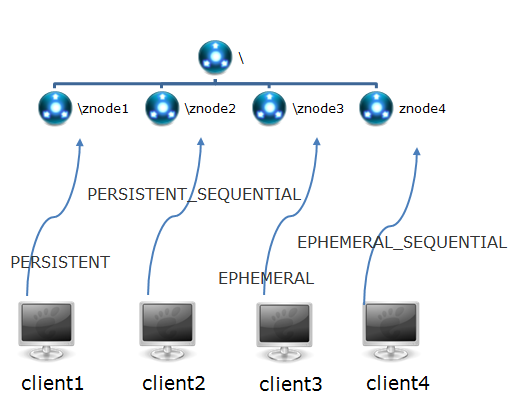 \
\znode1
\znode2
\znode3
znode4
PERSISTENT_SEQUENTIAL
EPHEMERAL_SEQUENTIAL
PERSISTENT
EPHEMERAL
client1
client2
client3
client4